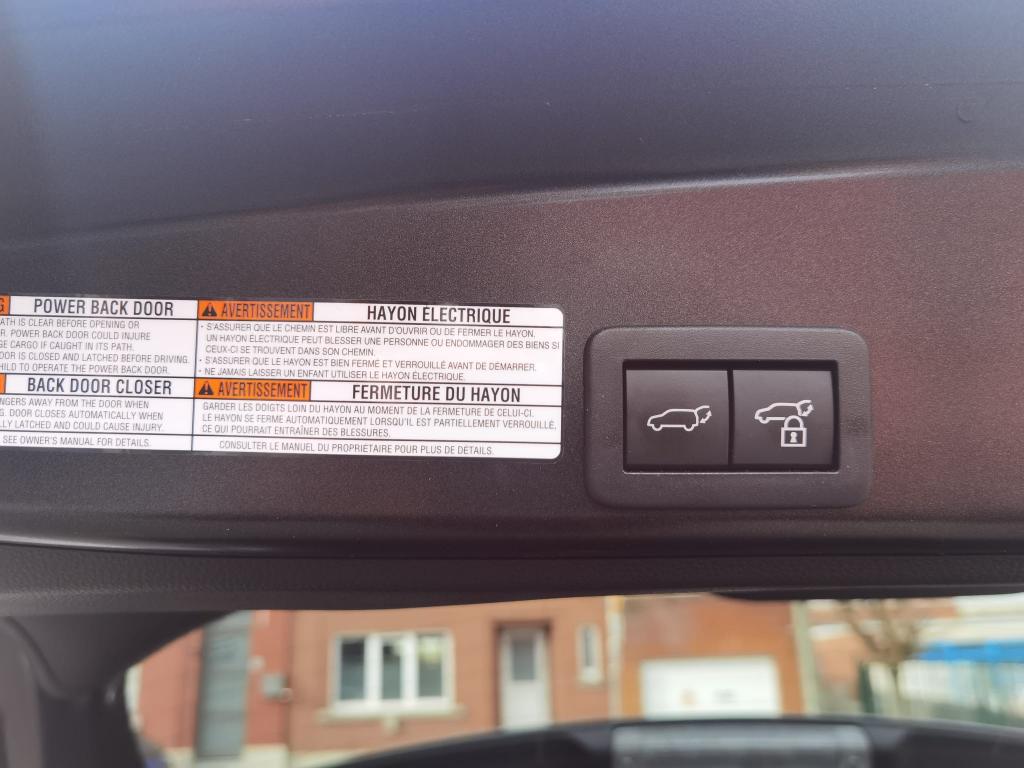 G POWER BACK DOOR
ATH IS CLEAR BEFORE OPENING OR
R. POWER BACK DOOR COULD INJURE
GE CARGO IF CAUGHT IN ITS PATH.
OOR IS CLOSED AND LATCHED BEFORE DRIVING.
HILD TO OPERATE THE POWER BACK DOOR.
BACK DOOR CLOSER
NGERS AWAY FROM THE DOOR WHEN
G. DOOR CLOSES AUTOMATICALLY WHEN
LLY LATCHED AND COULD CAUSE INJURY.
SEE OWNER'S MANUAL FOR DETAILS.
AVERTISSEMENT HAYON ÉLECTRIQUE
• S'ASSURER QUE LE CHEMIN EST LIBRE AVANT D'OUVRIR OU DE FERMER LE HAYON.
UN HAYON ÉLECTRIQUE PEUT BLESSER UNE PERSONNE OU ENDOMMAGER DES BIENS SI
CEUX-CI SE TROUVENT DANS SON CHEMIN.
• S'ASSURER QUE LE HAYON EST BIEN FERMÉ ET VERROUILLÉ AVANT DE DÉMARRER.
• NE JAMAIS LAISSER UN ENFANT UTILISER LE HAYON ÉLECTRIQUE.
AVERTISSEMENT FERMETURE DU HAYON
GARDER LES DOIGTS LOIN DU HAYON AU MOMENT DE LA FERMETURE DE CELUI-CI.
LE HAYON SE FERME AUTOMATIQUEMENT LORSQU'IL EST PARTIELLEMENT VERROUILLÉ,
CE QUI POURRAIT ENTRAÎNER DES BLESSURES.
CONSULTER LE MANUEL DU PROPRIÉTAIRE POUR PLUS DE DÉTAILS.